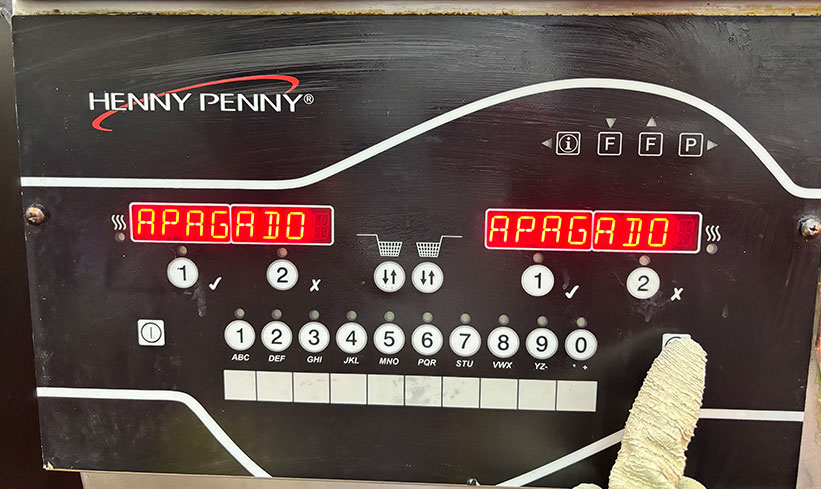 HENNY PENNY®
i F F P
APAGADO APAGADO
1 ✓ 2 ✗ 1 ✓ 2 ✗
1 2 3 4 5 6 7 8 9 0
ABC DEF GHI JKL MNO PQR STU VWX YZ- * +